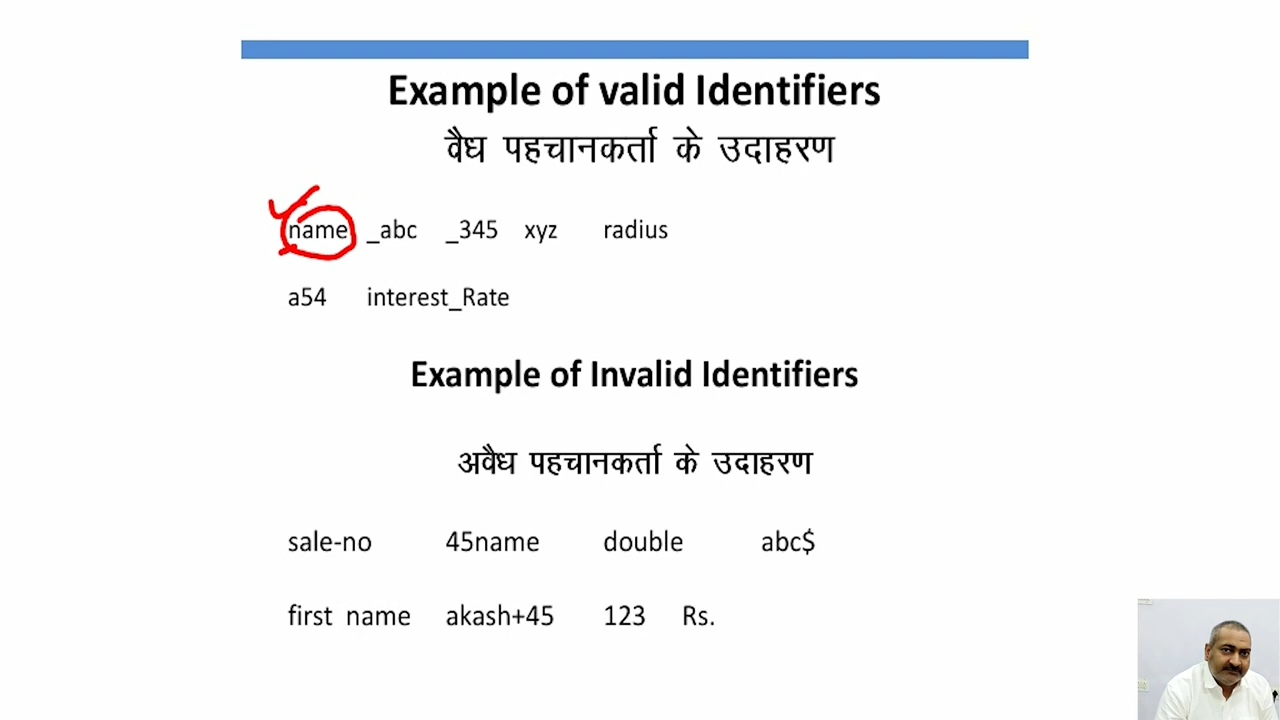 Example of valid Identifiers
वैध पहचानकर्ता के उदाहरण
name _abc _345 xyz radius
a54 interest_Rate
Example of Invalid Identifiers
अवैध पहचानकर्ता के उदाहरण
sale-no 45name double abc$
first name akash+45 123 Rs.